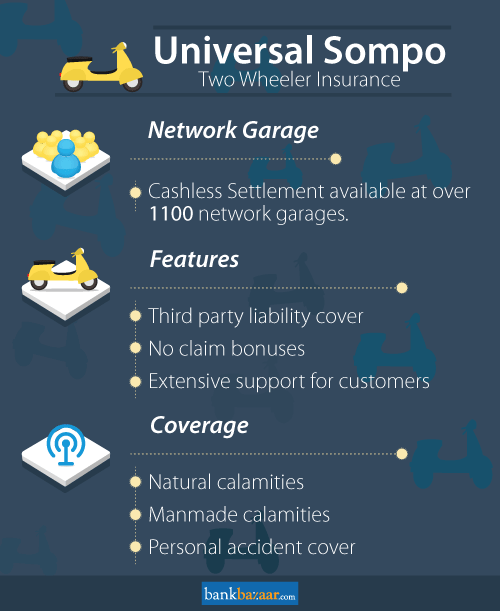 Universal Sompo
Two Wheeler Insurance
Network Garage
Cashless Settlement available at over
1100 network garages.
Features
Third party liability cover
No claim bonuses
Extensive support for customers
Coverage
Natural calamities
Manmade calamities
Personal accident cover
bankbazaar.com